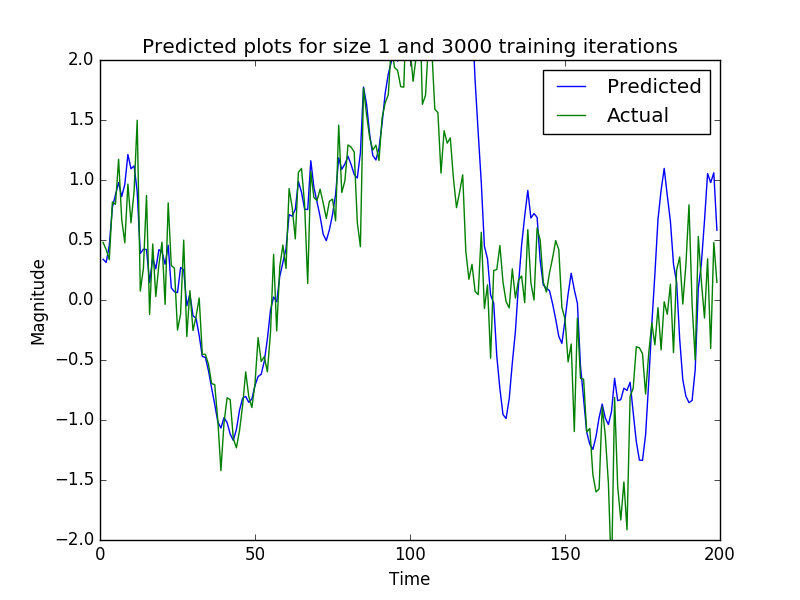 Predicted plots for size 1 and 3000 training iterations
2.0
1.5
1.0
0.5
0.0
−0.5
−1.0
−1.5
−2.0
Magnitude
Predicted
Actual
0 50 100 150 200
Time